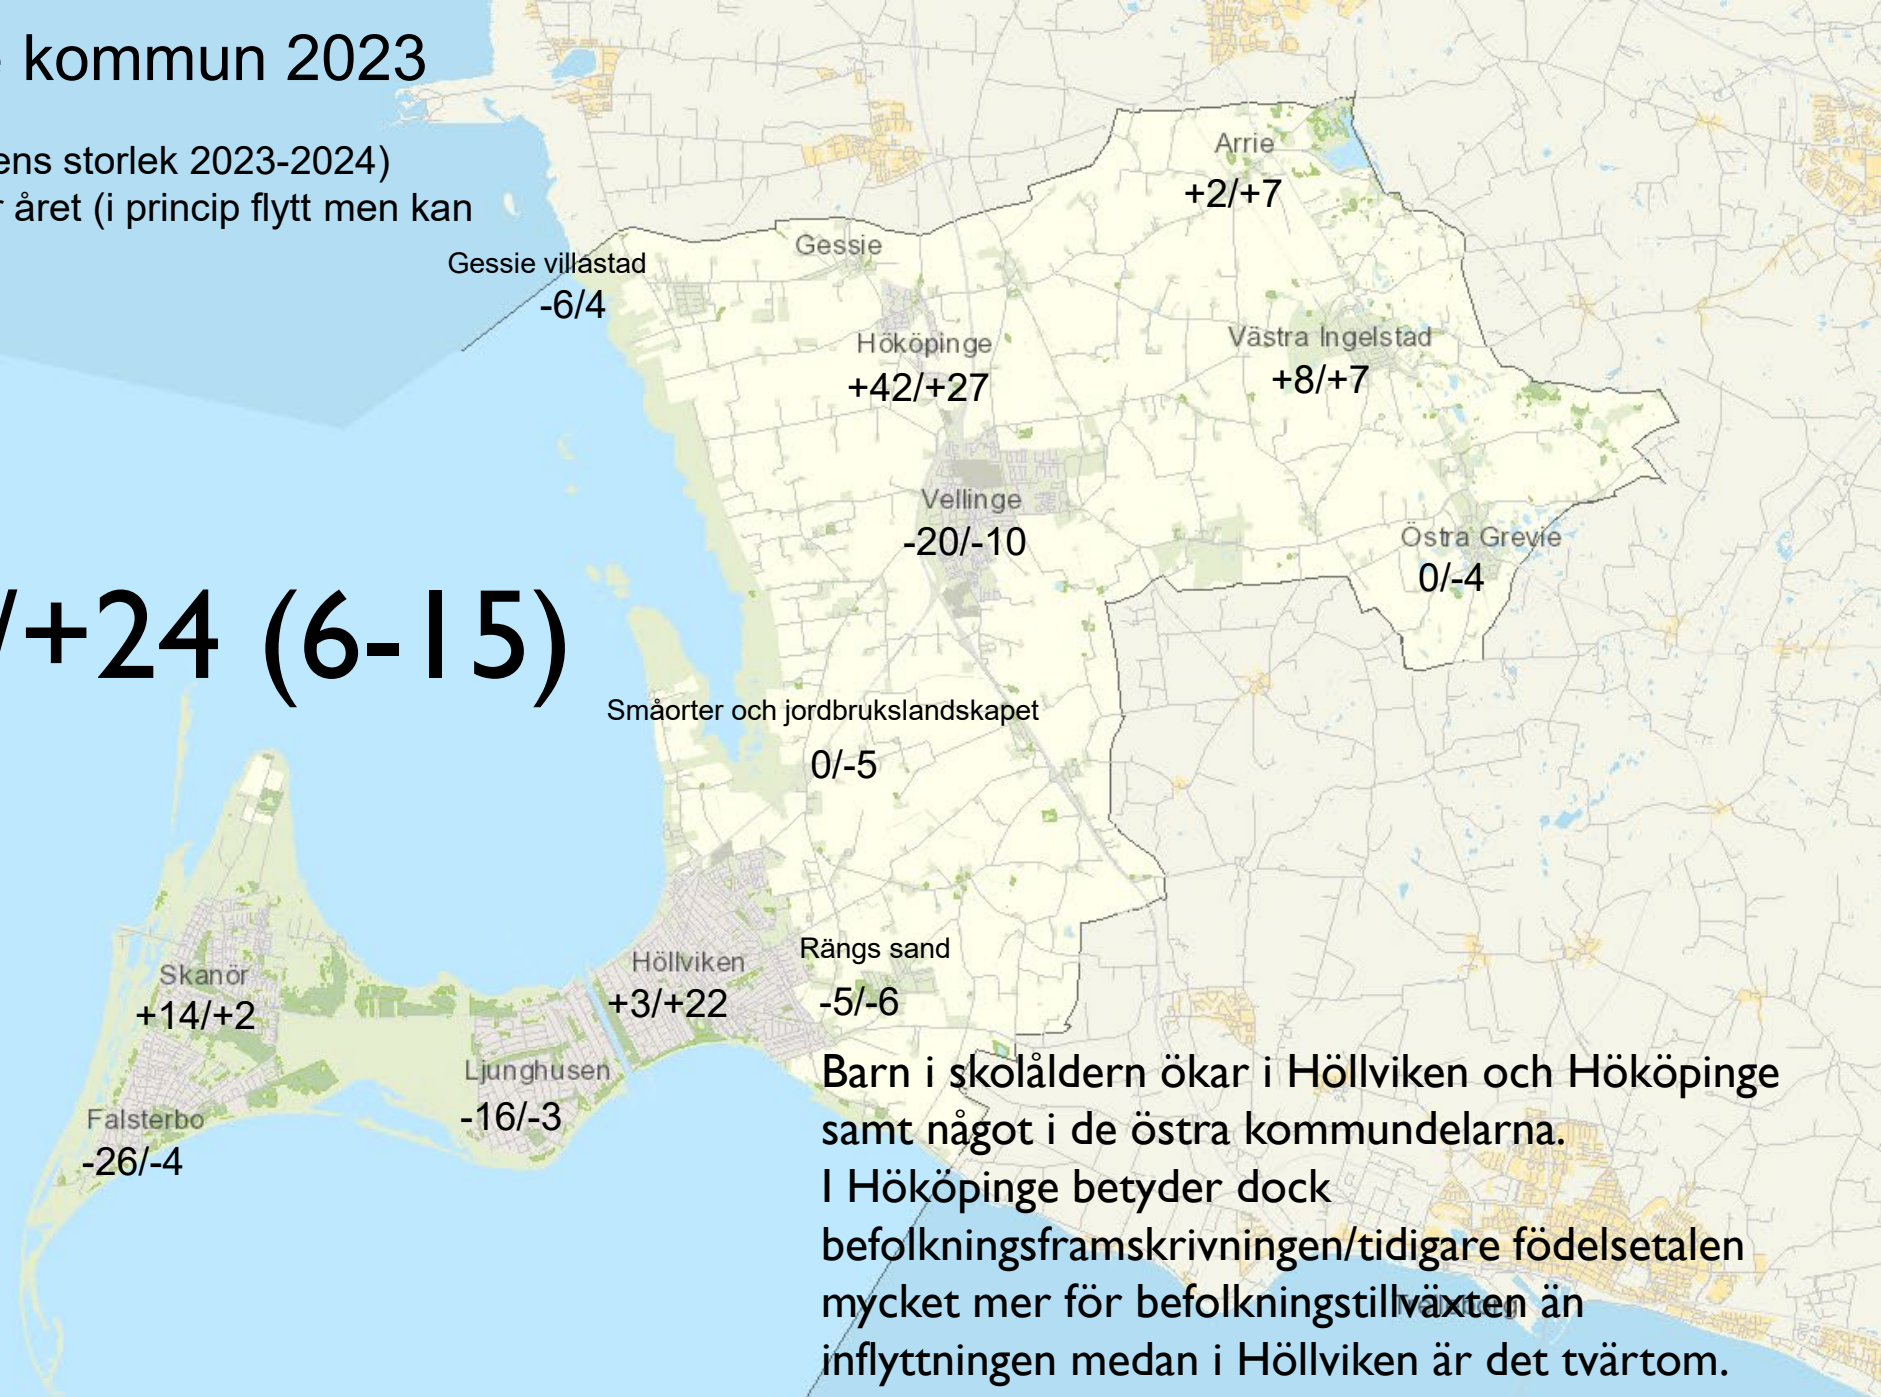 kommun 2023
ens storlek 2023-2024)
r året (i princip flytt men kan
Arrie
+2/+7
Gessie
Gessie villastad
-6/4
Hököpinge
+42/+27
Västra Ingelstad
+8/+7
Vellinge
-20/-10
Östra Grevie
0/-4
/+24 (6-15)
Småorter och jordbrukslandskapet
0/-5
Skanör
+14/+2
Höllviken
+3/+22
Rängs sand
-5/-6
Ljunghusen
-16/-3
Falsterbo
-26/-4
Barn i skolåldern ökar i Höllviken och Hököpinge
samt något i de östra kommundelarna.
I Hököpinge betyder dock
befolkningsframskrivningen/tidigare födelsetalen
mycket mer för befolkningstillväxten än
inflyttningen medan i Höllviken är det tvärtom.
Trelleborg